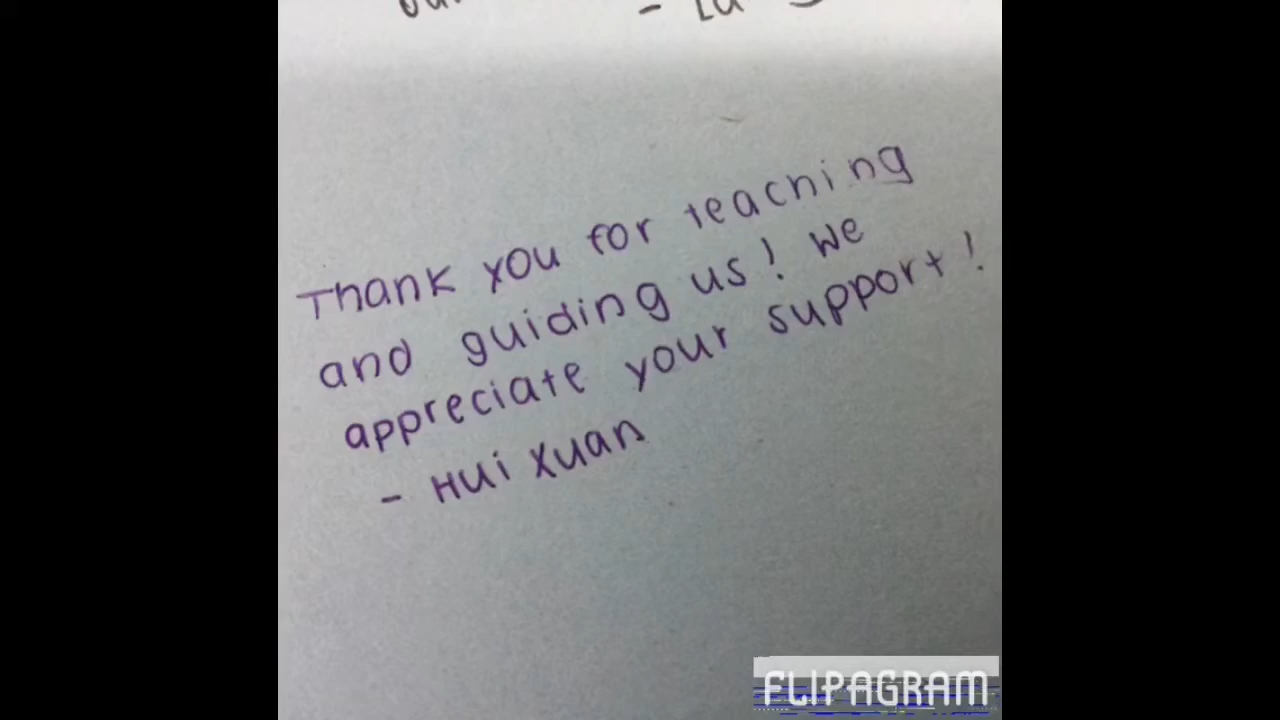 Thank you for teaching
and guiding us! We
appreciate your support!
- Hui Xuan
FLIPAGRAM